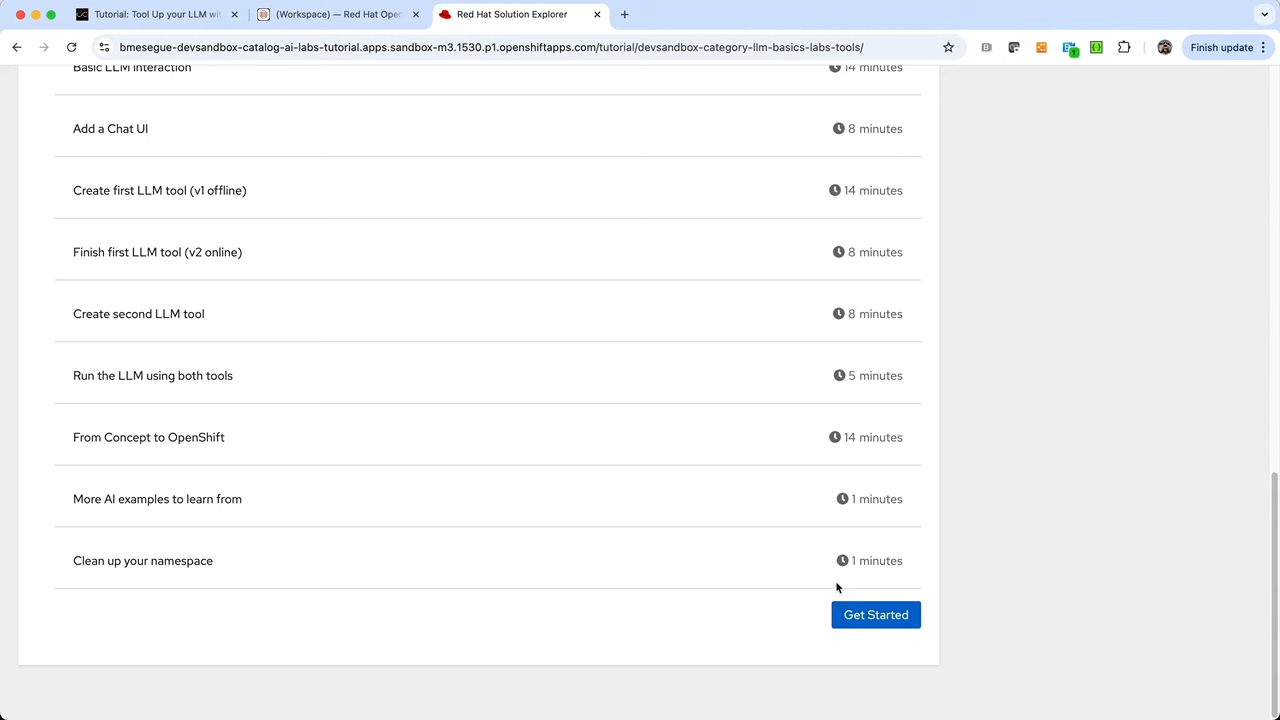 Tutorial: Tool Up your LLM wi
(Workspace) — Red Hat Oper
Red Hat Solution Explorer
bmesegue-devsandbox-catalog-ai-labs-tutorial.apps.sandbox-m3.1530.p1.openshiftapps.com/tutorial/devsandbox-category-llm-basics-labs-tools/
1
Finish update
Basic LLM interaction
14 minutes
Add a Chat UI
8 minutes
Create first LLM tool (v1 offline)
14 minutes
Finish first LLM tool (v2 online)
8 minutes
Create second LLM tool
8 minutes
Run the LLM using both tools
5 minutes
From Concept to OpenShift
14 minutes
More AI examples to learn from
1 minutes
Clean up your namespace
1 minutes
Get Started